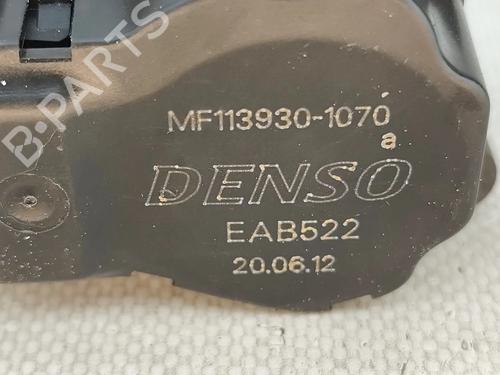 B-PARTS
MF113930-1070
a
DENSO
EAB522
20.06.12